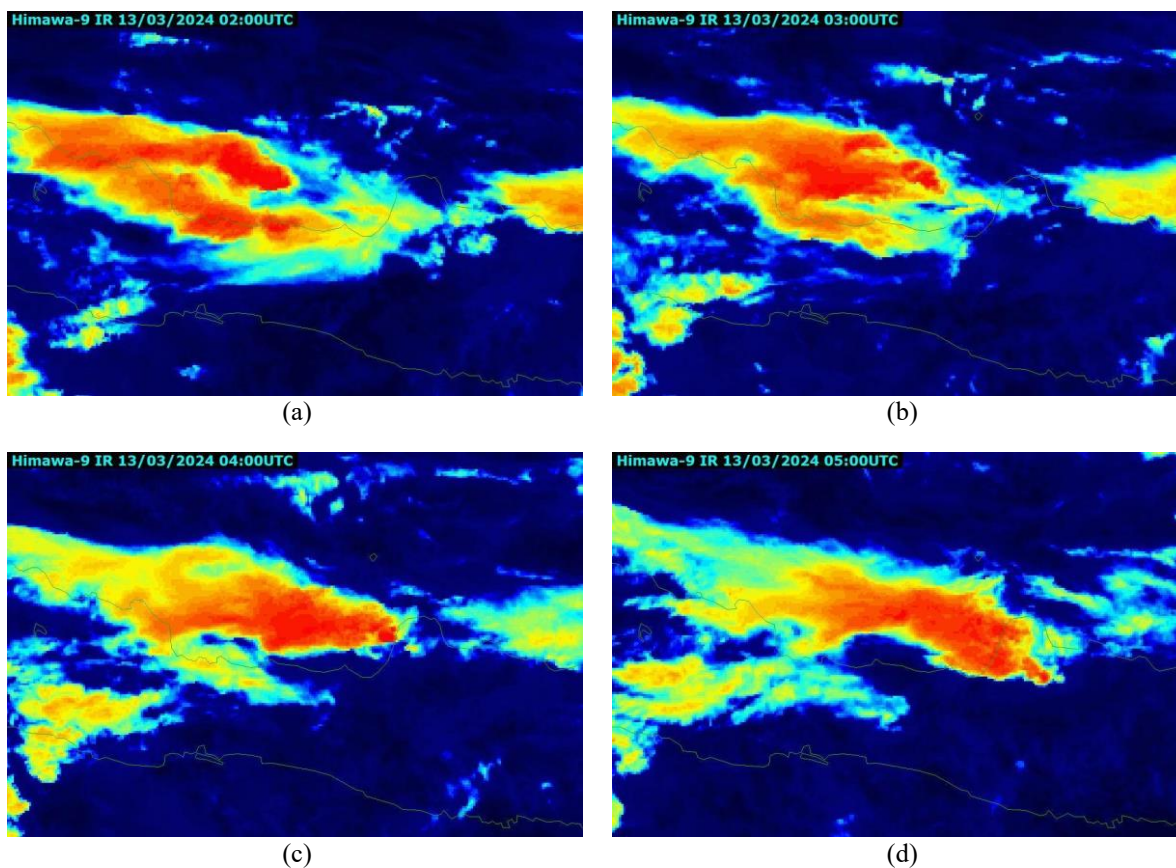 Himawa-9 IR 13/03/2024 02:00UTC
Himawa-9 IR 13/03/2024 03:00UTC
(a)
(b)
Himawa-9 IR 13/03/2024 04:00UTC
Himawa-9 IR 13/03/2024 05:00UTC
(c)
(d)